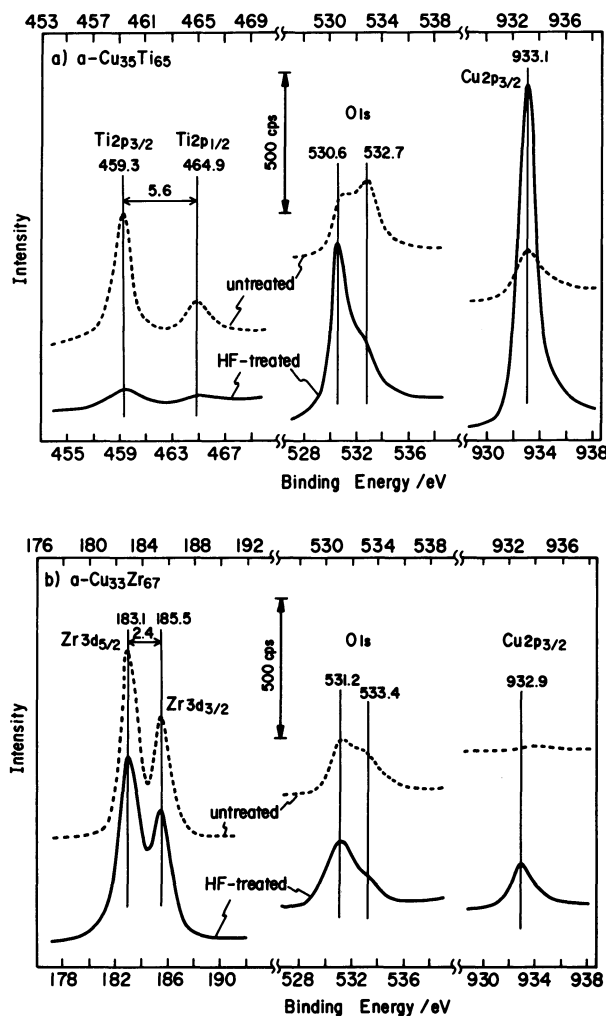 453 457 459 461 465 469 530 534 538 932 936
a) a-Cu35Ti65
933.1
Cu2p3/2
500 cps
O1s
Ti2p3/2 Ti2p1/2
459.3 464.9
530.6 532.7
5.6
untreated
HF-treated
Intensity
455 459 463 467 528 532 536 930 934 938
Binding Energy /eV
176 180 184 188 192 530 534 538 932 936
b) a-Cu33Zr67
183.1 185.5
2.4
Zr3d5/2
500 cps
O1s
Cu2p3/2
531.2 533.4
932.9
Zr3d3/2
untreated
HF-treated
Intensity
178 182 186 190 528 532 536 930 934 938
Binding Energy /eV